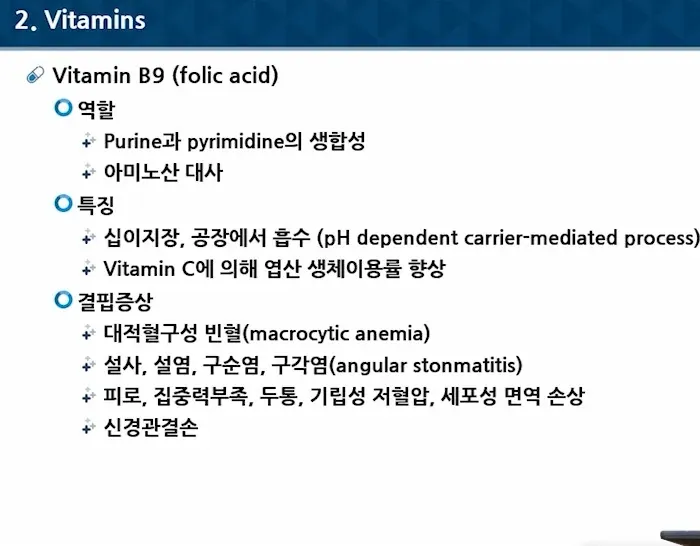 2. Vitamins
Vitamin B9 (folic acid)
역할
Purine과 pyrimidine의 생합성
아미노산 대사
특징
십이지장, 공장에서 흡수 (pH dependent carrier-mediated process)
Vitamin C에 의해 엽산 생체이용률 향상
결핍증상
대적혈구성 빈혈(macrocytic anemia)
설사, 설염, 구순염, 구각염(angular stonmatitis)
피로, 집중력부족, 두통, 기립성 저혈압, 세포성 면역 손상
신경관결손